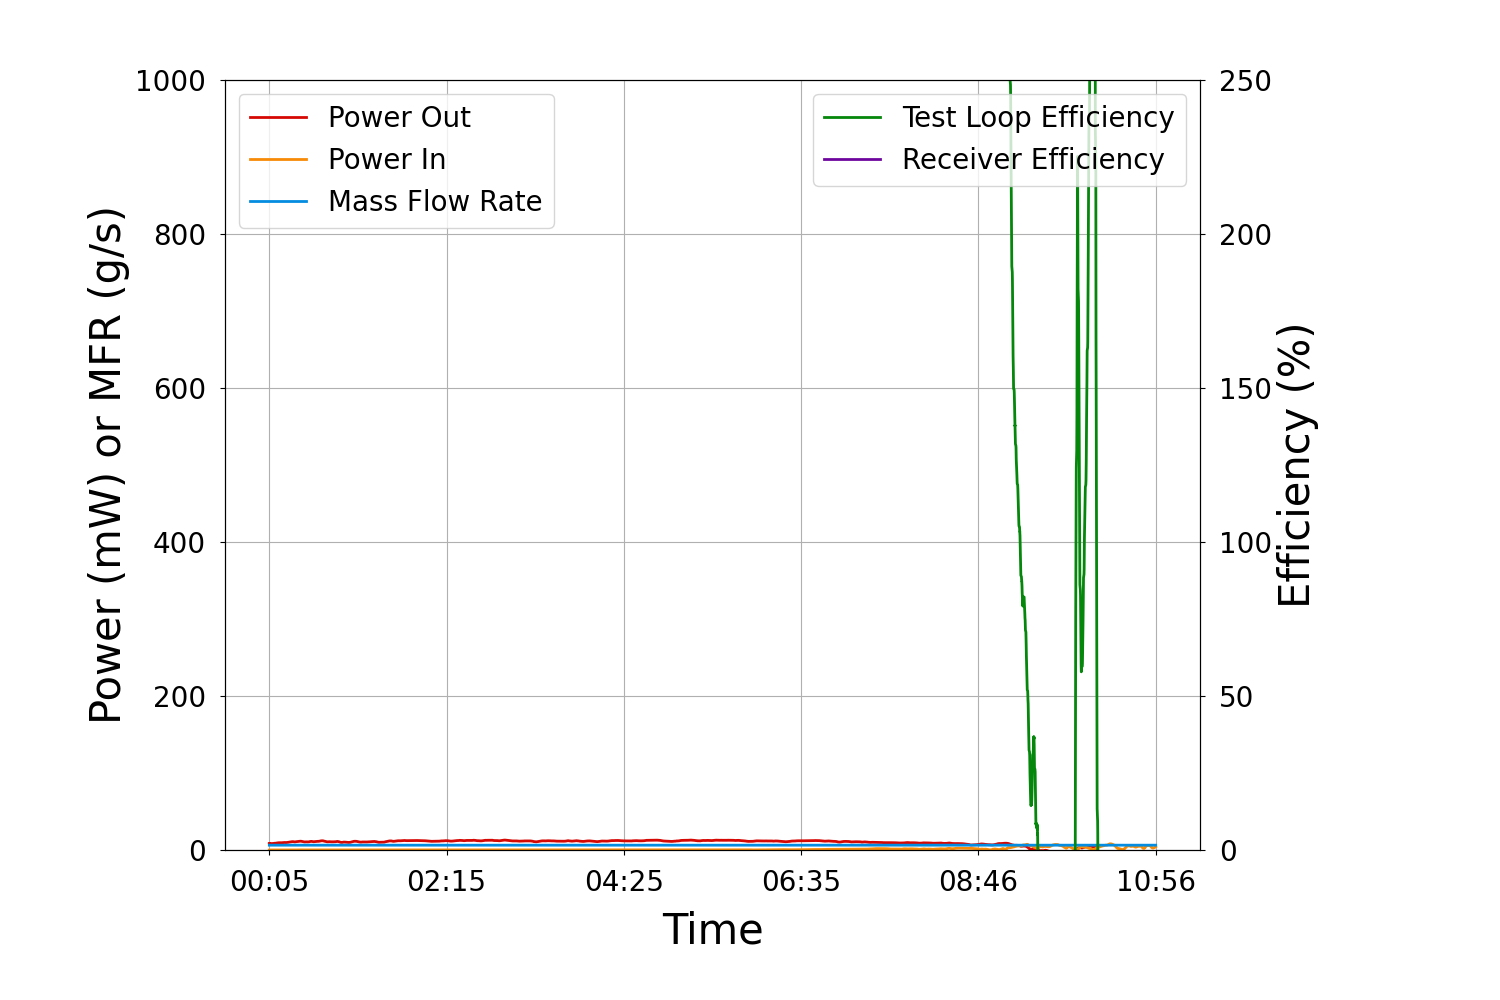 1000
800
600
400
200
0
Power (mW) or MFR (g/s)
Power Out
Power In
Mass Flow Rate
Test Loop Efficiency
Receiver Efficiency
250
200
150
100
50
0
Efficiency (%)
00:05 02:15 04:25 06:35 08:46 10:56
Time